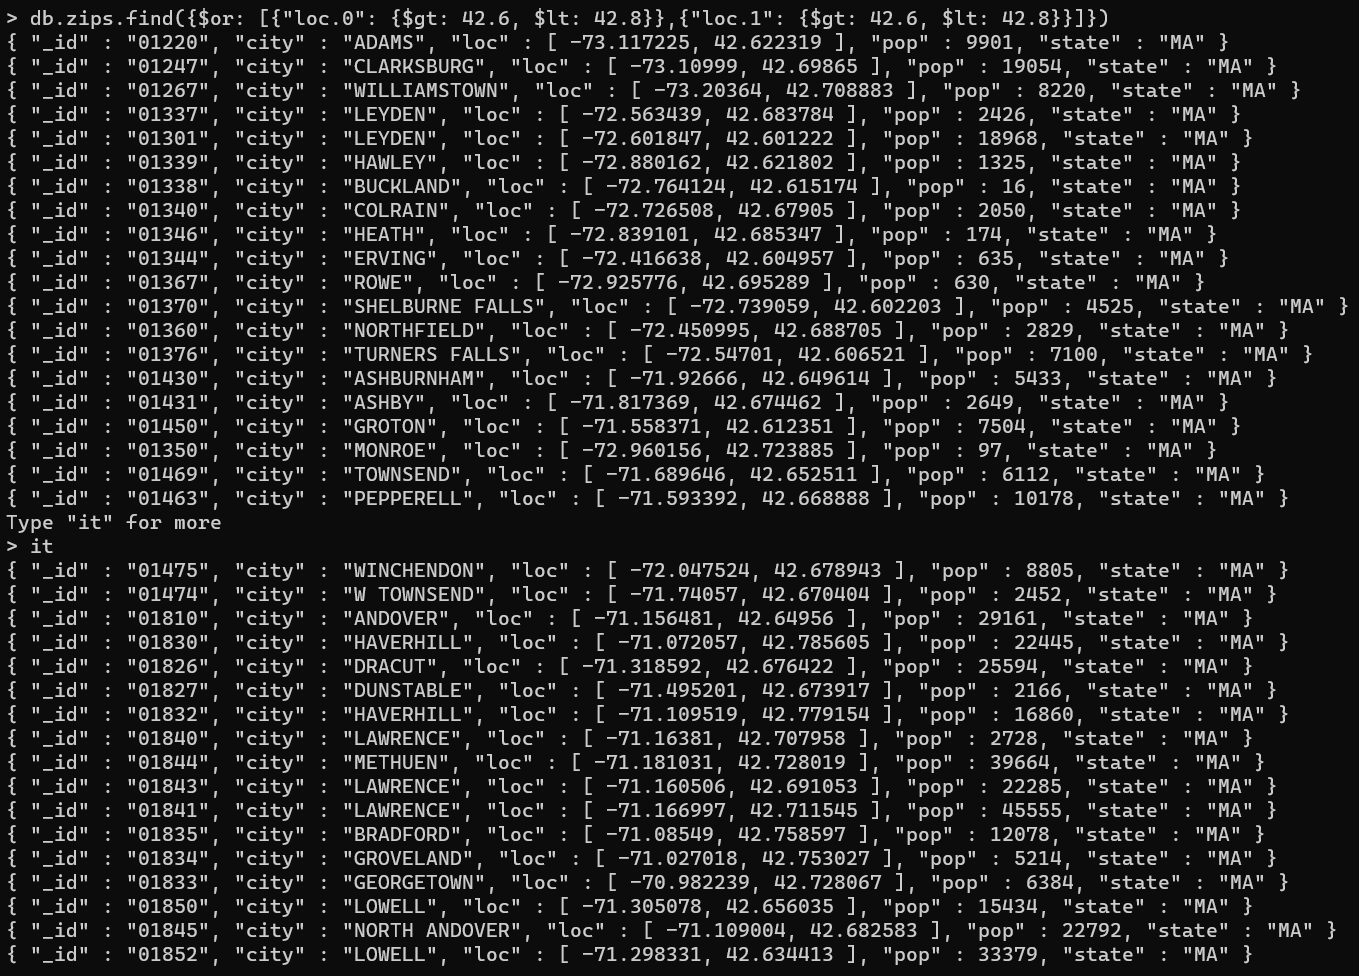 > db.zips.find({$or: [{"loc.0": {$gt: 42.6, $lt: 42.8}},{"loc.1": {$gt: 42.6, $lt: 42.8}}]})
{ "_id" : "01220", "city" : "ADAMS", "loc" : [ -73.117225, 42.622319 ], "pop" : 9901, "state" : "MA" }
{ "_id" : "01247", "city" : "CLARKSBURG", "loc" : [ -73.10999, 42.69865 ], "pop" : 19054, "state" : "MA" }
{ "_id" : "01267", "city" : "WILLIAMSTOWN", "loc" : [ -73.20364, 42.708883 ], "pop" : 8220, "state" : "MA" }
{ "_id" : "01337", "city" : "LEYDEN", "loc" : [ -72.563439, 42.683784 ], "pop" : 2426, "state" : "MA" }
{ "_id" : "01301", "city" : "LEYDEN", "loc" : [ -72.601847, 42.601222 ], "pop" : 18968, "state" : "MA" }
{ "_id" : "01339", "city" : "HAWLEY", "loc" : [ -72.880162, 42.621802 ], "pop" : 1325, "state" : "MA" }
{ "_id" : "01338", "city" : "BUCKLAND", "loc" : [ -72.764124, 42.615174 ], "pop" : 16, "state" : "MA" }
{ "_id" : "01340", "city" : "COLRAIN", "loc" : [ -72.726508, 42.67905 ], "pop" : 2050, "state" : "MA" }
{ "_id" : "01346", "city" : "HEATH", "loc" : [ -72.839101, 42.685347 ], "pop" : 174, "state" : "MA" }
{ "_id" : "01344", "city" : "ERVING", "loc" : [ -72.416638, 42.604957 ], "pop" : 635, "state" : "MA" }
{ "_id" : "01367", "city" : "ROWE", "loc" : [ -72.925776, 42.695289 ], "pop" : 630, "state" : "MA" }
{ "_id" : "01370", "city" : "SHELBURNE FALLS", "loc" : [ -72.739059, 42.602203 ], "pop" : 4525, "state" : "MA" }
{ "_id" : "01360", "city" : "NORTHFIELD", "loc" : [ -72.450995, 42.688705 ], "pop" : 2829, "state" : "MA" }
{ "_id" : "01376", "city" : "TURNERS FALLS", "loc" : [ -72.54701, 42.606521 ], "pop" : 7100, "state" : "MA" }
{ "_id" : "01430", "city" : "ASHBURNHAM", "loc" : [ -71.92666, 42.649614 ], "pop" : 5433, "state" : "MA" }
{ "_id" : "01431", "city" : "ASHBY", "loc" : [ -71.817369, 42.674462 ], "pop" : 2649, "state" : "MA" }
{ "_id" : "01450", "city" : "GROTON", "loc" : [ -71.558371, 42.612351 ], "pop" : 7504, "state" : "MA" }
{ "_id" : "01350", "city" : "MONROE", "loc" : [ -72.960156, 42.723885 ], "pop" : 97, "state" : "MA" }
{ "_id" : "01469", "city" : "TOWNSEND", "loc" : [ -71.689646, 42.652511 ], "pop" : 6112, "state" : "MA" }
{ "_id" : "01463", "city" : "PEPPERELL", "loc" : [ -71.593392, 42.668888 ], "pop" : 10178, "state" : "MA" }
Type "it" for more
> it
{ "_id" : "01475", "city" : "WINCHENDON", "loc" : [ -72.047524, 42.678943 ], "pop" : 8805, "state" : "MA" }
{ "_id" : "01474", "city" : "W TOWNSEND", "loc" : [ -71.74057, 42.670404 ], "pop" : 2452, "state" : "MA" }
{ "_id" : "01810", "city" : "ANDOVER", "loc" : [ -71.156481, 42.64956 ], "pop" : 29161, "state" : "MA" }
{ "_id" : "01830", "city" : "HAVERHILL", "loc" : [ -71.072057, 42.785605 ], "pop" : 22445, "state" : "MA" }
{ "_id" : "01826", "city" : "DRACUT", "loc" : [ -71.318592, 42.676422 ], "pop" : 25594, "state" : "MA" }
{ "_id" : "01827", "city" : "DUNSTABLE", "loc" : [ -71.495201, 42.673917 ], "pop" : 2166, "state" : "MA" }
{ "_id" : "01832", "city" : "HAVERHILL", "loc" : [ -71.109519, 42.779154 ], "pop" : 16860, "state" : "MA" }
{ "_id" : "01840", "city" : "LAWRENCE", "loc" : [ -71.16381, 42.707958 ], "pop" : 2728, "state" : "MA" }
{ "_id" : "01844", "city" : "METHUEN", "loc" : [ -71.181031, 42.728019 ], "pop" : 39664, "state" : "MA" }
{ "_id" : "01843", "city" : "LAWRENCE", "loc" : [ -71.160506, 42.691053 ], "pop" : 22285, "state" : "MA" }
{ "_id" : "01841", "city" : "LAWRENCE", "loc" : [ -71.166997, 42.711545 ], "pop" : 45555, "state" : "MA" }
{ "_id" : "01835", "city" : "BRADFORD", "loc" : [ -71.08549, 42.758597 ], "pop" : 12078, "state" : "MA" }
{ "_id" : "01834", "city" : "GROVELAND", "loc" : [ -71.027018, 42.753027 ], "pop" : 5214, "state" : "MA" }
{ "_id" : "01833", "city" : "GEORGETOWN", "loc" : [ -70.982239, 42.728067 ], "pop" : 6384, "state" : "MA" }
{ "_id" : "01850", "city" : "LOWELL", "loc" : [ -71.305078, 42.656035 ], "pop" : 15434, "state" : "MA" }
{ "_id" : "01845", "city" : "NORTH ANDOVER", "loc" : [ -71.109004, 42.682583 ], "pop" : 22792, "state" : "MA" }
{ "_id" : "01852", "city" : "LOWELL", "loc" : [ -71.298331, 42.634413 ], "pop" : 33379, "state" : "MA" }